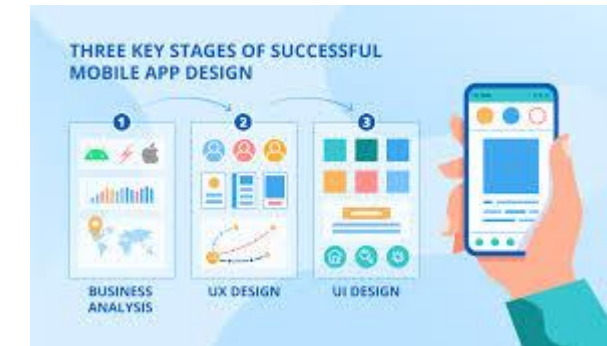 THREE KEY STAGES OF SUCCESSFUL
MOBILE APP DESIGN
1
2
3
BUSINESS
ANALYSIS
UX DESIGN
UI DESIGN